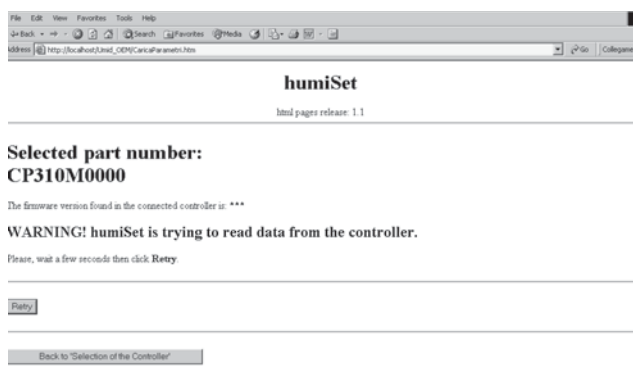 File Edit View Favorites Tools Help
Back Search Favorites Media
Address http://localhost/Umid_OEM/CaricaParametri.htm Go Collegame
humiSet
html pages release: 1.1
Selected part number:
CP310M0000
The firmware version found in the connected controller is: ***
WARNING! humiSet is trying to read data from the controller.
Please, wait a few seconds then click Retry.
Retry
Back to 'Selection of the Controller'